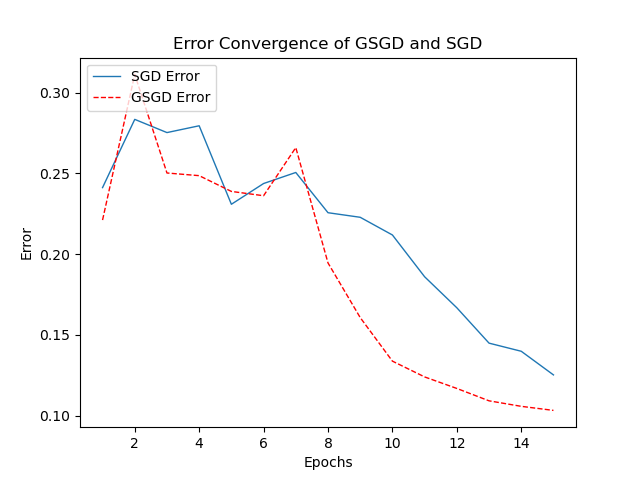 Error Convergence of GSGD and SGD
SGD Error
GSGD Error
0.30
0.25
0.20
0.15
0.10
Error
2 4 6 8 10 12 14
Epochs